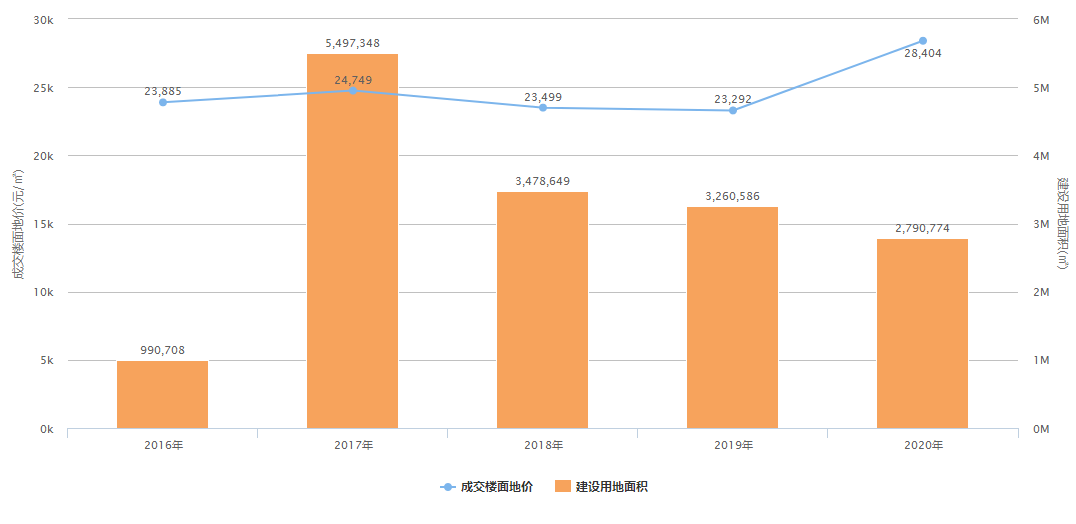 30k
25k
20k
15k
10k
5k
0k
成交楼面地价(元/㎡)
6M
5M
4M
3M
2M
1M
0M
建设用地面积(㎡)
990,708
5,497,348
3,478,649
3,260,586
2,790,774
23,885
24,749
23,499
23,292
28,404
2016年
2017年
2018年
2019年
2020年
成交楼面地价
建设用地面积